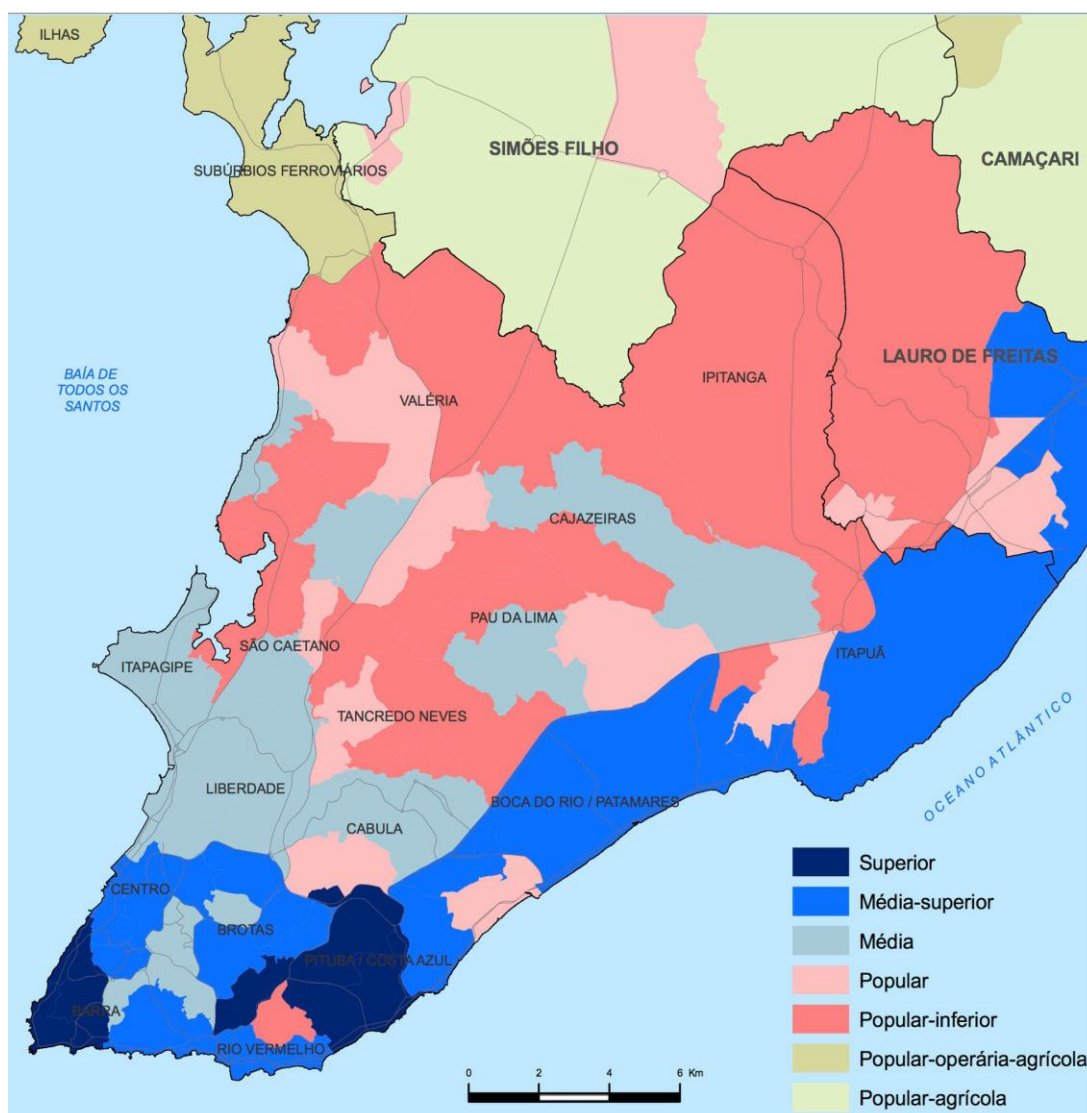 ILHAS
SUBÚRBIOS FERROVIÁRIOS
SIMÕES FILHO
CAMAÇARI
BAÍA DE
TODOS OS
SANTOS
VALÉRIA
IPITANGA
LAURO DE FREITAS
CAJAZEIRAS
PAU DA LIMA
SÃO CAETANO
ITAPAGIPE
ITAPUÃ
TANCREDO NEVES
LIBERDADE
BOCA DO RIO / PATAMARES
OCEANO ATLÂNTICO
CABULA
CENTRO
BROTAS
PITUBA / COSTA AZUL
BARRA
RIO VERMELHO
Superior
Média-superior
Média
Popular
Popular-inferior
Popular-operária-agrícola
Popular-agrícola
0 2 4 6 Km